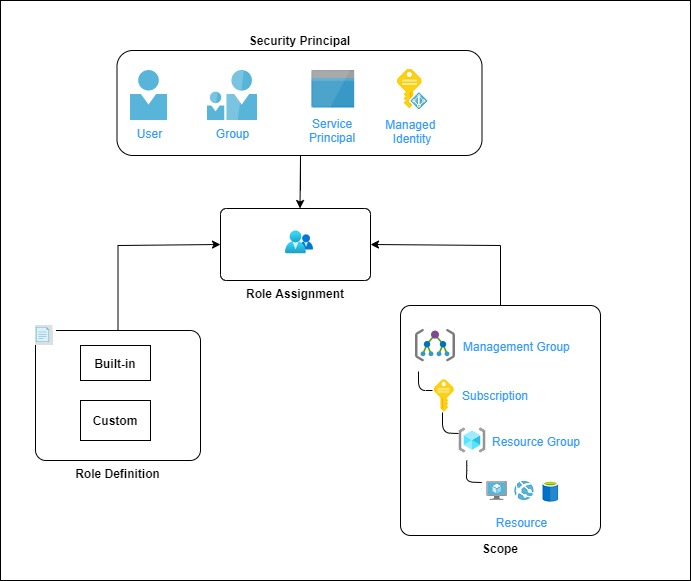 Security Principal
User
Group
Service
Principal
Managed
Identity
Role Assignment
Built-in
Custom
Role Definition
Management Group
Subscription
Resource Group
Resource
Scope